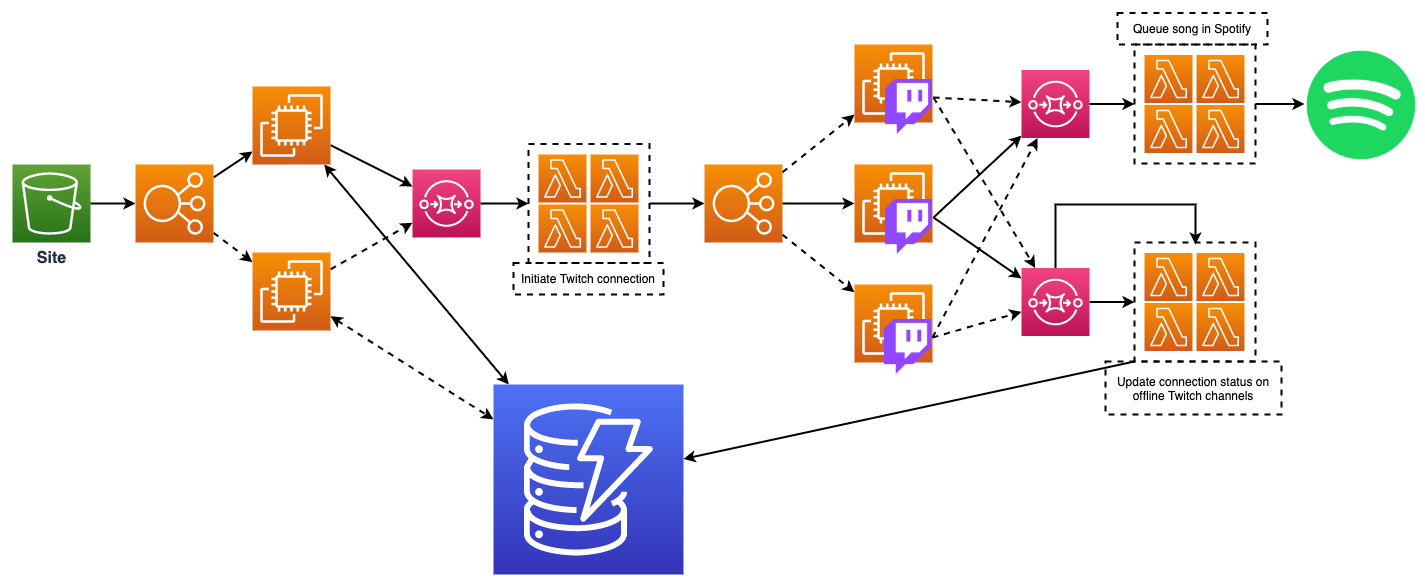 Queue song in Spotify
Site
Initiate Twitch connection
Update connection status on
offline Twitch channels